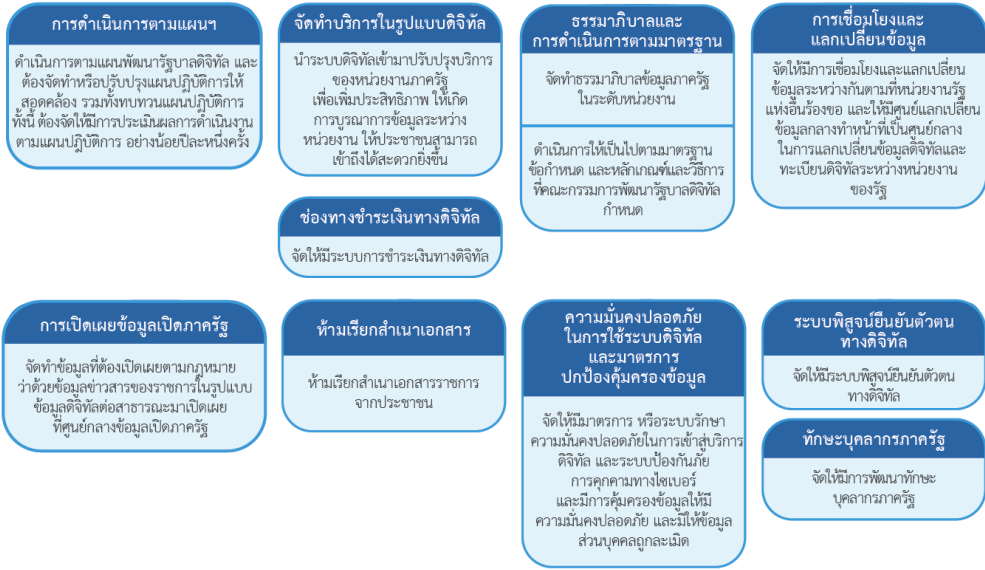 การดำเนินการตามแผนฯ
ดำเนินการตามแผนพัฒนารัฐบาลดิจิทัล และ
ต้องจัดทำหรือปรับปรุงแผนปฏิบัติการให้
สอดคล้อง รวมทั้งทบทวนแผนปฏิบัติการ
ทั้งนี้ ต้องจัดให้มีการประเมินผลการดำเนินงาน
ตามแผนปฏิบัติการ อย่างน้อยปีละหนึ่งครั้ง
จัดทำบริการในรูปแบบดิจิทัล
นำระบบดิจิทัลเข้ามาปรับปรุงบริการ
ของหน่วยงานภาครัฐ
เพื่อเพิ่มประสิทธิภาพ ให้เกิด
การบูรณาการข้อมูลระหว่าง
หน่วยงาน ให้ประชาชนสามารถ
เข้าถึงได้สะดวกยิ่งขึ้น
ธรรมาภิบาลและ
การดำเนินการตามมาตรฐาน
จัดทำธรรมาภิบาลข้อมูลภาครัฐ
ในระดับหน่วยงาน
ดำเนินการให้เป็นไปตามมาตรฐาน
ข้อกำหนด และหลักเกณฑ์และวิธีการ
ที่คณะกรรมการพัฒนารัฐบาลดิจิทัล
กำหนด
การเชื่อมโยงและ
แลกเปลี่ยนข้อมูล
จัดให้มีการเชื่อมโยงและแลกเปลี่ยน
ข้อมูลระหว่างกันตามที่หน่วยงานรัฐ
แห่งอื่นร้องขอ และให้มีศูนย์แลกเปลี่ยน
ข้อมูลกลางทำหน้าที่เป็นศูนย์กลาง
ในการแลกเปลี่ยนข้อมูลดิจิทัลและ
ทะเบียนดิจิทัลระหว่างหน่วยงาน
ของรัฐ
ช่องทางชำระเงินทางดิจิทัล
จัดให้มีระบบการชำระเงินทางดิจิทัล
การเปิดเผยข้อมูลเปิดภาครัฐ
จัดทำข้อมูลที่ต้องเปิดเผยตามกฎหมาย
ว่าด้วยข้อมูลข่าวสารของราชการในรูปแบบ
ข้อมูลดิจิทัลต่อสาธารณะมาเปิดเผย
ที่ศูนย์กลางข้อมูลเปิดภาครัฐ
ห้ามเรียกสำเนาเอกสาร
ห้ามเรียกสำเนาเอกสารราชการ
จากประชาชน
ความมั่นคงปลอดภัย
ในการใช้ระบบดิจิทัล
และมาตรการ
ปกป้องคุ้มครองข้อมูล
จัดให้มีมาตรการ หรือระบบรักษา
ความมั่นคงปลอดภัยในการเข้าสู่บริการ
ดิจิทัล และระบบป้องกันภัย
การคุกคามทางไซเบอร์
และมีการคุ้มครองข้อมูลให้มี
ความมั่นคงปลอดภัย และมิให้ข้อมูล
ส่วนบุคคลถูกละเมิด
ระบบพิสูจน์ยืนยันตัวตน
ทางดิจิทัล
จัดให้มีระบบพิสูจน์ยืนยันตัวตน
ทางดิจิทัล
ทักษะบุคลากรภาครัฐ
จัดให้มีการพัฒนาทักษะ
บุคลากรภาครัฐ